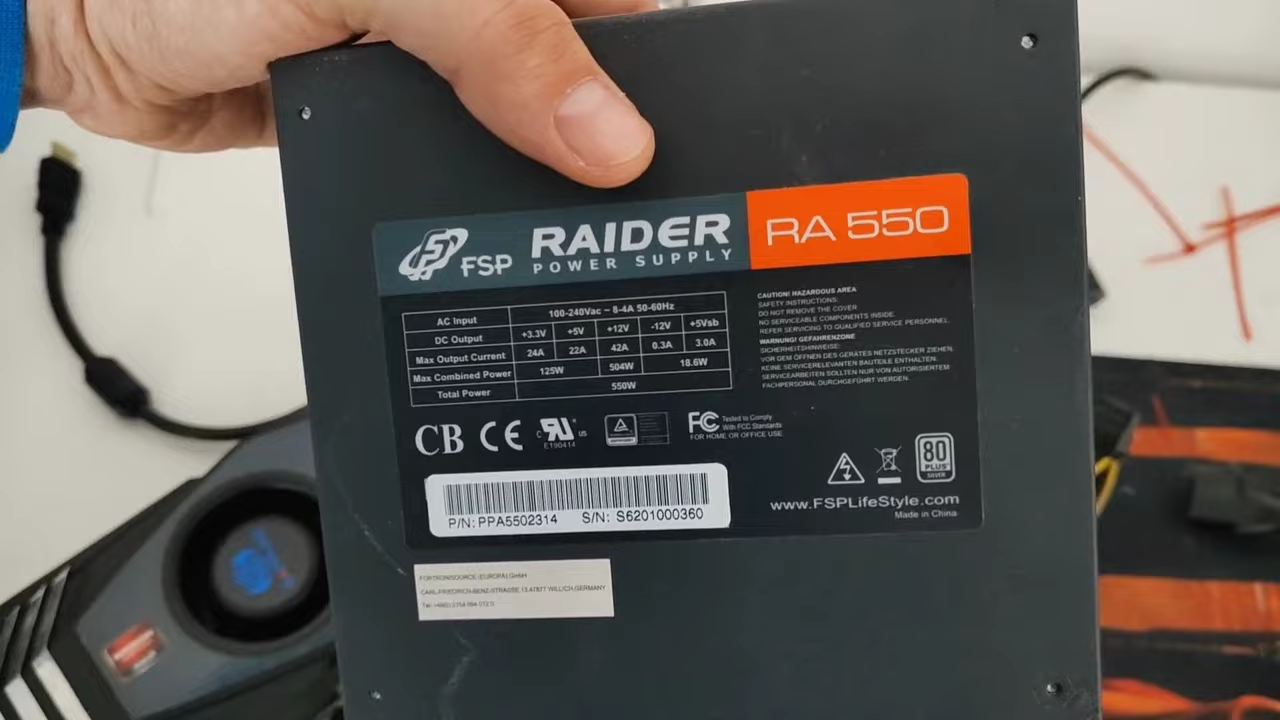 FSP
RAIDER
POWER SUPPLY
RA 550
AC Input 100-240Vac ~ 8-4A 50-60Hz
DC Output +3.3V +5V +12V -12V +5Vsb
Max Output Current 24A 22A 42A 0.3A 3.0A
Max Combined Power 125W 504W 18.6W
Total Power 550W
CAUTION! HAZARDOUS AREA
SAFETY INSTRUCTIONS:
DO NOT REMOVE THE COVER
NO SERVICEABLE COMPONENTS INSIDE.
REFER SERVICING TO QUALIFIED SERVICE PERSONNEL.
WARNUNG! GEFAHRENZONE
SICHERHEITSHINWEISE:
VOR DEM ÖFFNEN DES GERÄTES NETZSTECKER ZIEHEN.
KEINE SERVICERELEVANTEN BAUTEILE ENTHALTEN.
SERVICEARBEITEN SOLLTEN NUR VON AUTORISIERTEM
FACHPERSONAL DURCHGEFÜHRT WERDEN.
CB CE c RU us
E190414
FC Tested to Comply
With FCC Standards
FOR HOME OR OFFICE USE
80
PLUS
SILVER
P/N: PPA5502314 S/N: S6201000360
www.FSPLifeStyle.com
Made in China
FORTRON/SOURCE (EUROPA) GmbH
CARL-FRIEDRICH-BENZ-STRASSE 13,47877 WILLICH,GERMANY